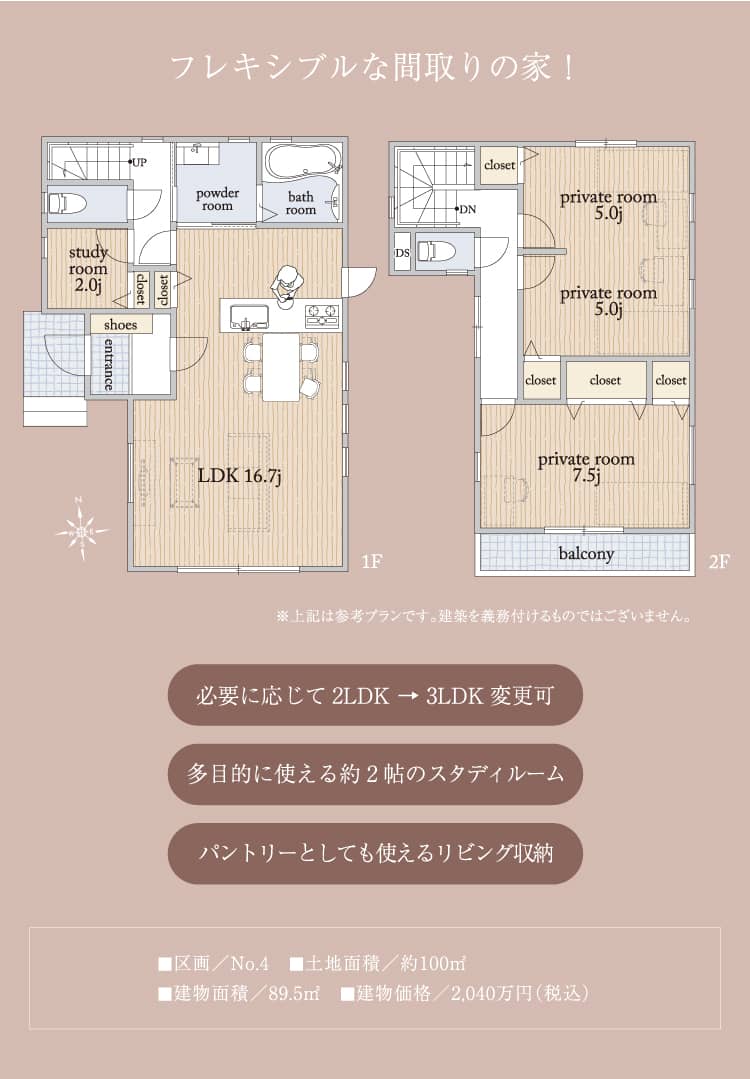 フレキシブルな間取りの家！
UP
powder
room
bath
room
study
room
2.0j
closet
closet
shoes
entrance
LDK 16.7j
N
W
E
S
1F
closet
private room
5.0j
DN
DS
private room
5.0j
closet
closet
closet
private room
7.5j
balcony
2F
※上記は参考プランです。建築を義務付けるものではございません。
必要に応じて 2LDK → 3LDK 変更可
多目的に使える約 2 帖のスタディルーム
パントリーとしても使えるリビング収納
■区画／No.4　■土地面積／約100㎡
■建物面積／89.5㎡　■建物価格／2,040万円（税込）